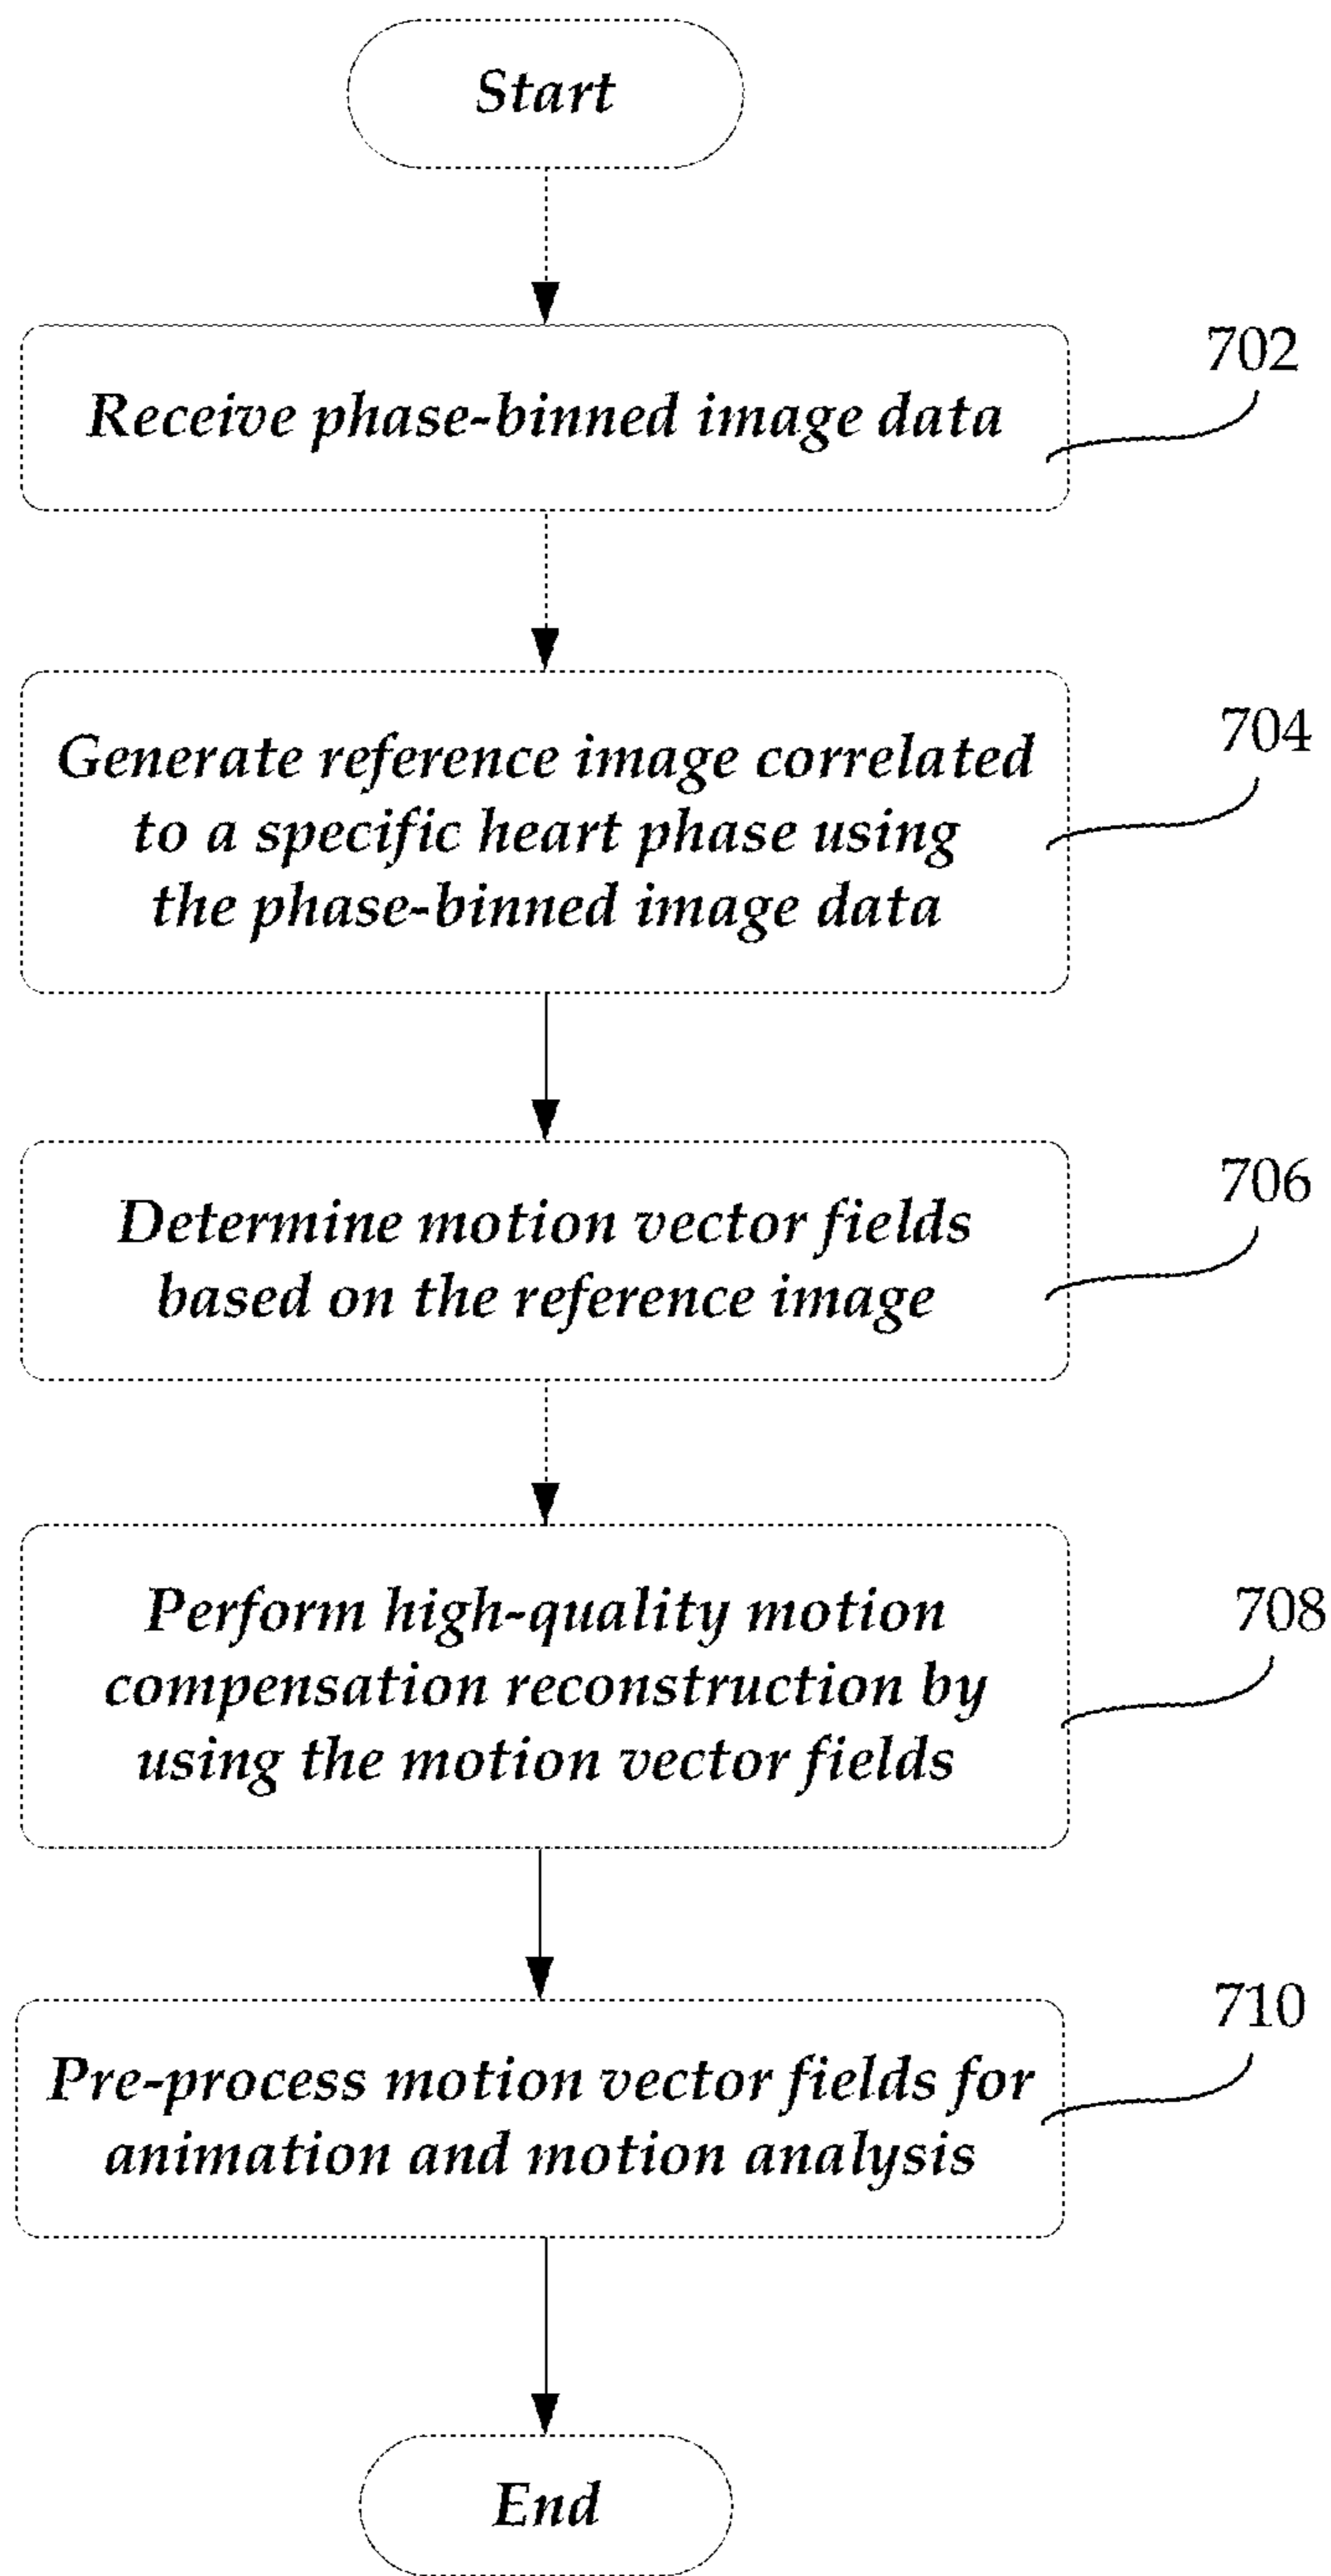 Start
Receive phase-binned image data
702
Generate reference image correlated
to a specific heart phase using
the phase-binned image data
704
Determine motion vector fields
based on the reference image
706
Perform high-quality motion
compensation reconstruction by
using the motion vector fields
708
Pre-process motion vector fields for
animation and motion analysis
710
End